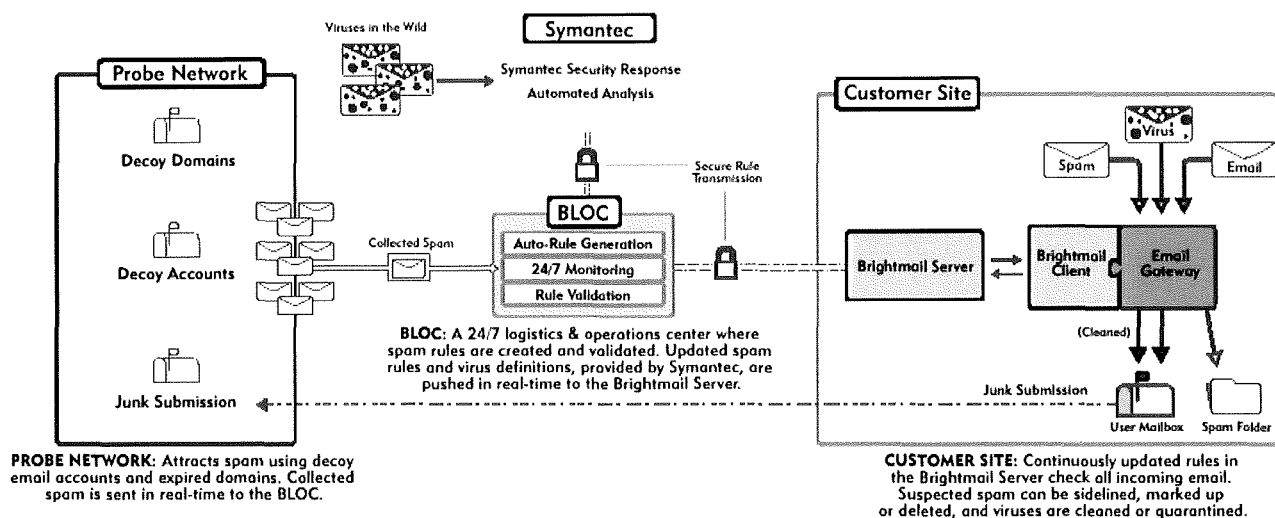 Viruses in the Wild
Symantec
Symantec Security Response
Automated Analysis
Probe Network
Decoy Domains
Decoy Accounts
Junk Submission
Collected Spam
Secure Rule
Transmission
BLOC
Auto-Rule Generation
24/7 Monitoring
Rule Validation
BLOC: A 24/7 logistics & operations center where
spam rules are created and validated. Updated spam
rules and virus definitions, provided by Symantec, are
pushed in real-time to the Brightmail Server.
Customer Site
Virus
Spam
Email
Brightmail Server
Brightmail
Client
Email
Gateway
(Cleaned)
Junk Submission
User Mailbox
Spam Folder
PROBE NETWORK: Attracts spam using decoy
email accounts and expired domains. Collected
spam is sent in real-time to the BLOC.
CUSTOMER SITE: Continuously updated rules in
the Brightmail Server check all incoming email.
Suspected spam can be sidelined, marked up
or deleted, and viruses are cleaned or quarantined.